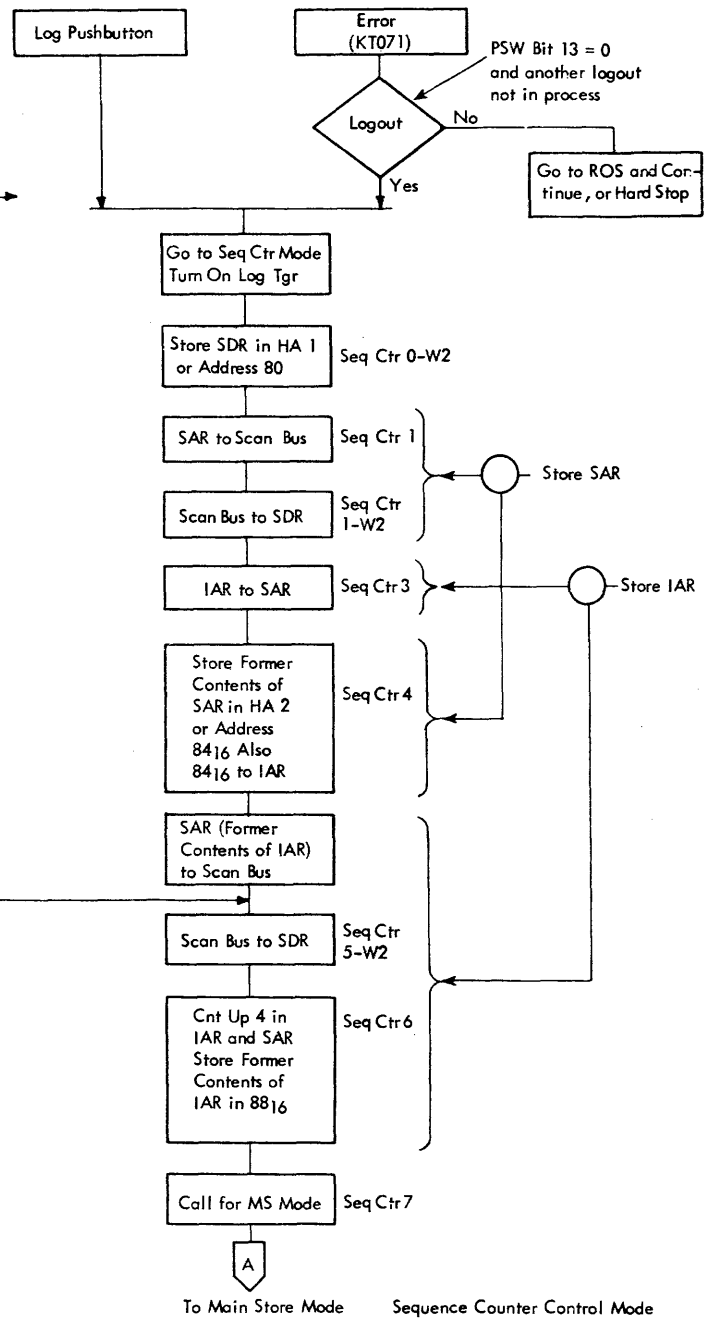 Log Pushbutton
Error
(KT071)
PSW Bit 13 = 0
and another logout
not in process
Logout
No
Yes
Go to ROS and Con-
tinue, or Hard Stop
Go to Seq Ctr Mode
Turn On Log Tgr
Store SDR in HA 1
or Address 80
Seq Ctr 0-W2
SAR to Scan Bus
Seq Ctr 1
Store SAR
Scan Bus to SDR
Seq Ctr
1-W2
IAR to SAR
Seq Ctr 3
Store IAR
Store Former
Contents of
SAR in HA 2
or Address
84₁₆ Also
84₁₆ to IAR
Seq Ctr 4
SAR (Former
Contents of IAR)
to Scan Bus
Scan Bus to SDR
Seq Ctr
5-W2
Cnt Up 4 in
IAR and SAR
Store Former
Contents of
IAR in 88₁₆
Seq Ctr 6
Call for MS Mode
Seq Ctr 7
A
To Main Store Mode
Sequence Counter Control Mode